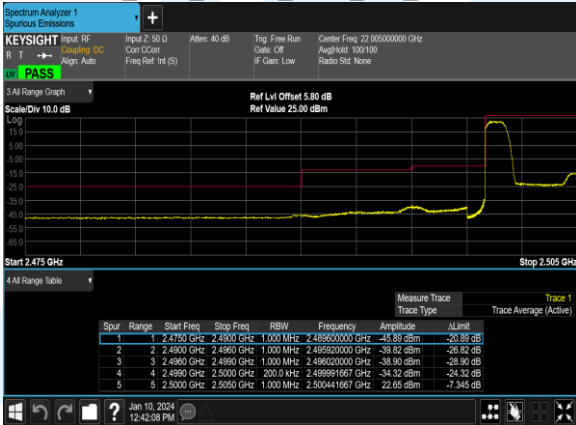 Spectrum Analyzer 1
Spurious Emissions
+
KEYSIGHT Input: RF Input Z: 50 Ω Atten: 40 dB Trig: Free Run Center Freq: 22.005000000 GHz
R T Coupling: DC Corr CCorr Gate: Off Avg|Hold: 100/100
Align: Auto Freq Ref: Int (S) IF Gain: Low Radio Std: None
PASS
3 All Range Graph
Ref Lvl Offset 5.80 dB
Scale/Div 10.0 dB Ref Value 25.00 dBm
Log
15.0
5.00
-5.00
-15.0
-25.0
-35.0
-45.0
-55.0
-65.0
Start 2.475 GHz Stop 2.505 GHz
4 All Range Table
Measure Trace Trace 1
Trace Type Trace Average (Active)
Spur Range Start Freq Stop Freq RBW Frequency Amplitude ΔLimit
1 1 2.4750 GHz 2.4900 GHz 1.000 MHz 2.489600000 GHz -45.89 dBm -20.89 dB
2 2 2.4900 GHz 2.4960 GHz 1.000 MHz 2.495920000 GHz -39.82 dBm -26.82 dB
3 3 2.4960 GHz 2.4990 GHz 1.000 MHz 2.496020000 GHz -38.90 dBm -28.90 dB
4 4 2.4990 GHz 2.5000 GHz 200.0 kHz 2.499991667 GHz -34.32 dBm -24.32 dB
5 5 2.5000 GHz 2.5050 GHz 1.000 MHz 2.500441667 GHz 22.65 dBm -7.345 dB
? Jan 10, 2024
12:42:08 PM